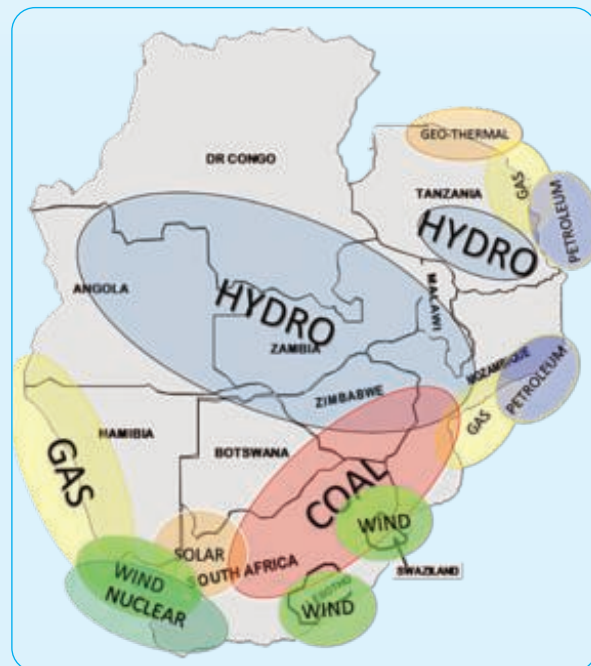 GEO-THERMAL
DR CONGO
TANZANIA
GAS
PETROLEUM
HYDRO
ANGOLA
HYDRO
MALAWI
ZAMBIA
MOZAMBIQUE
PETROLEUM
ZIMBABWE
GAS
HAMIBIA
BOTSWANA
GAS
COAL
WIND
SOLAR
SOUTH AFRICA
SWAZILAND
WIND
NUCLEAR
LESOTHO
WIND